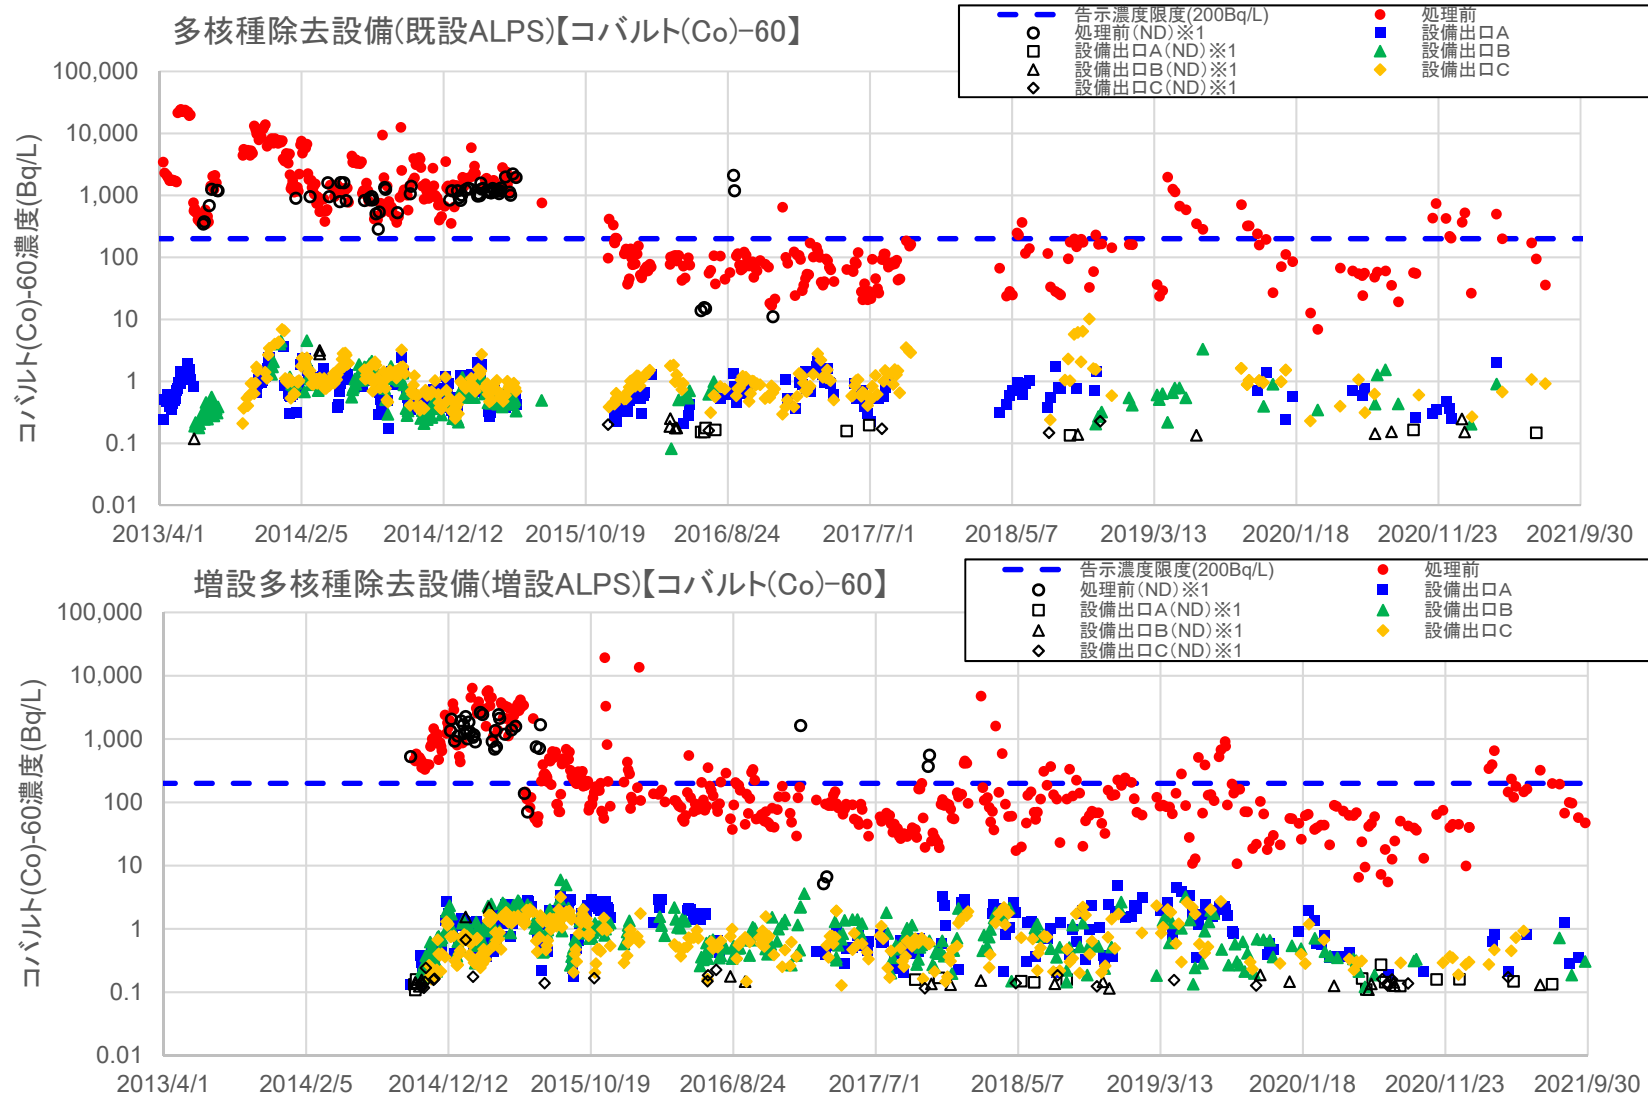 多核種除去設備(既設ALPS)【コバルト(Co)−60】
告示濃度限度(200Bq/L)
処理前
処理前(ND)※1
設備出口A
設備出口A(ND)※1
設備出口B
設備出口B(ND)※1
設備出口C
設備出口C(ND)※1
コバルト(Co)-60濃度(Bq/L)
100,000
10,000
1,000
100
10
1
0.1
0.01
2013/4/1 2014/2/5 2014/12/12 2015/10/19 2016/8/24 2017/7/1 2018/5/7 2019/3/13 2020/1/18 2020/11/23 2021/9/30
増設多核種除去設備(増設ALPS)【コバルト(Co)−60】
告示濃度限度(200Bq/L)
処理前
処理前(ND)※1
設備出口A
設備出口A(ND)※1
設備出口B
設備出口B(ND)※1
設備出口C
設備出口C(ND)※1
コバルト(Co)-60濃度(Bq/L)
100,000
10,000
1,000
100
10
1
0.1
0.01
2013/4/1 2014/2/5 2014/12/12 2015/10/19 2016/8/24 2017/7/1 2018/5/7 2019/3/13 2020/1/18 2020/11/23 2021/9/30